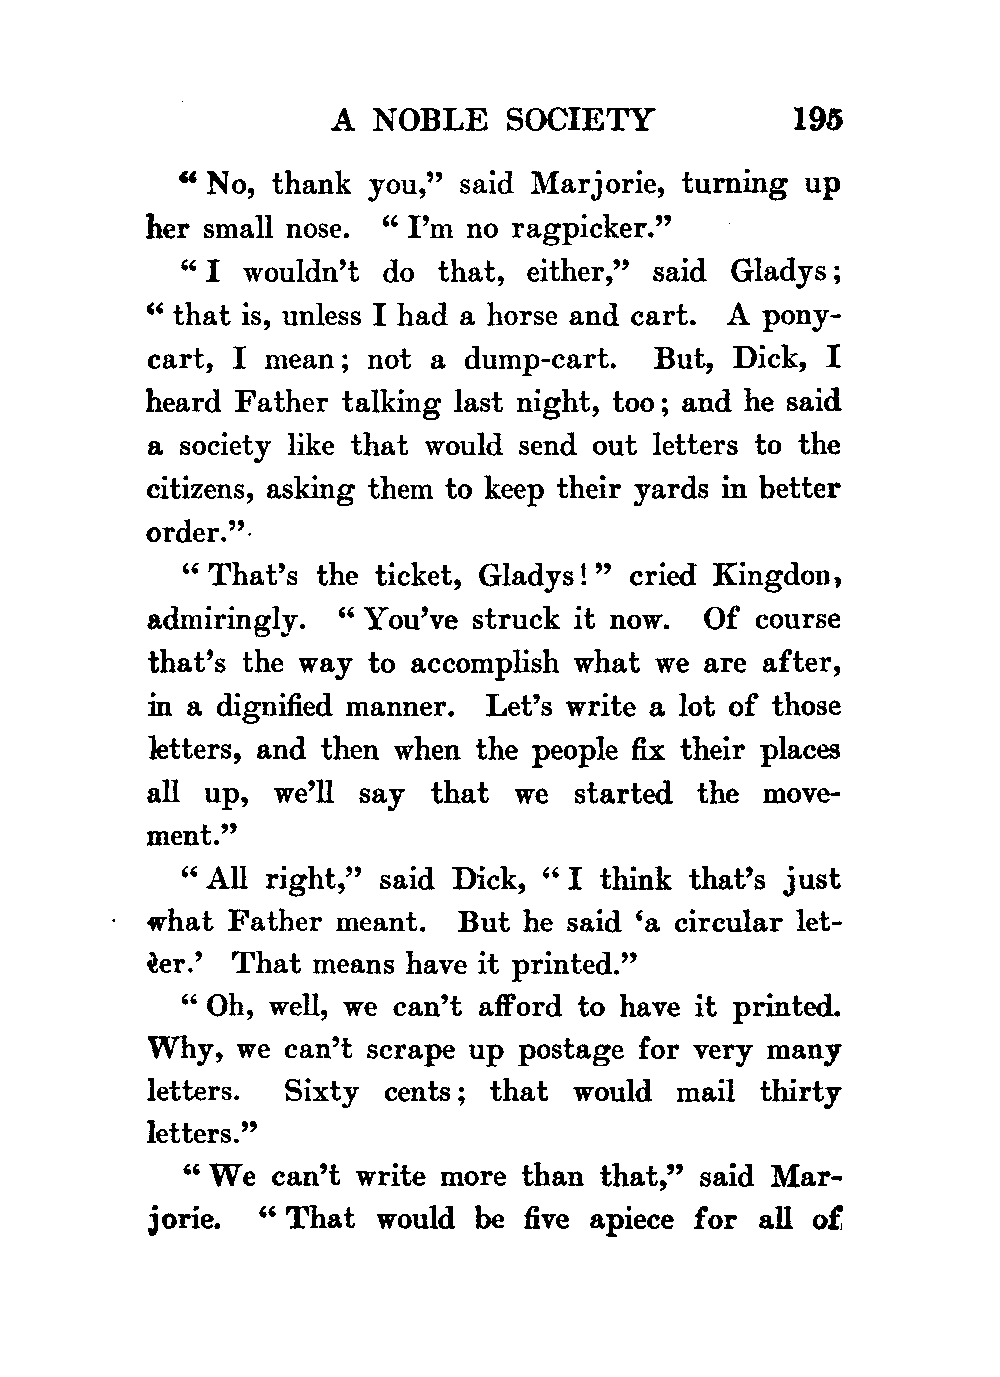 A NOBLE SOCIETY 195
“ No, thank you,” said Marjorie, turning up
her small nose. “ I’m no ragpicker.”
“ I wouldn’t do that, either,” said Gladys;
“ that is, unless I had a horse and cart. A pony-
cart, I mean; not a dump-cart. But, Dick, I
heard Father talking last night, too; and he said
a society like that would send out letters to the
citizens, asking them to keep their yards in better
order.”
“ That’s the ticket, Gladys! ” cried Kingdon,
admiringly. “ You’ve struck it now. Of course
that’s the way to accomplish what we are after,
in a dignified manner. Let’s write a lot of those
letters, and then when the people fix their places
all up, we’ll say that we started the move-
ment.”
“ All right,” said Dick, “ I think that’s just
what Father meant. But he said ‘a circular let-
ter.’ That means have it printed.”
“ Oh, well, we can’t afford to have it printed.
Why, we can’t scrape up postage for very many
letters. Sixty cents; that would mail thirty
letters.”
“ We can’t write more than that,” said Mar-
jorie. “ That would be five apiece for all of